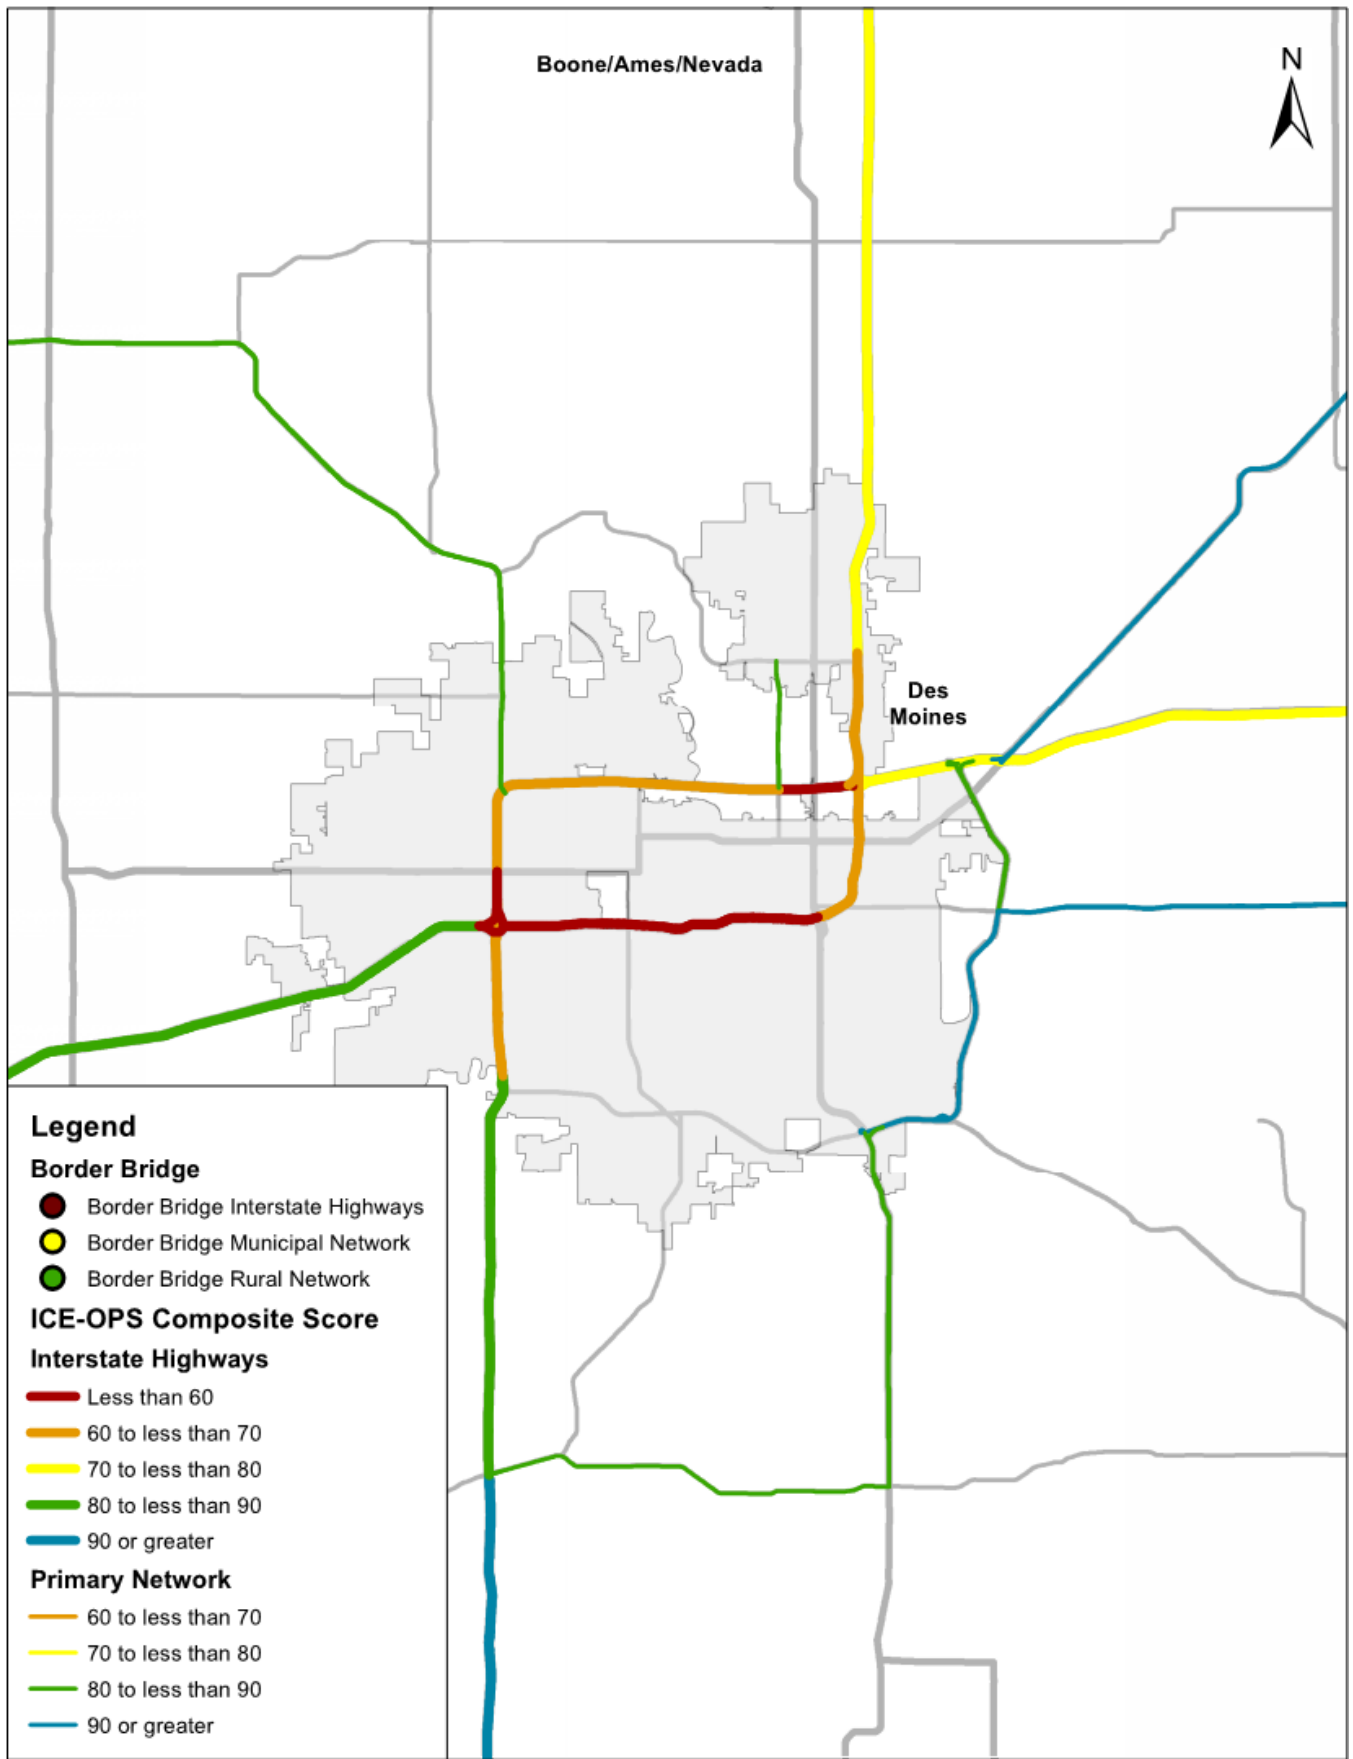 Boone/Ames/Nevada
N
Des
Moines
Legend
Border Bridge
Border Bridge Interstate Highways
Border Bridge Municipal Network
Border Bridge Rural Network
ICE-OPS Composite Score
Interstate Highways
Less than 60
60 to less than 70
70 to less than 80
80 to less than 90
90 or greater
Primary Network
60 to less than 70
70 to less than 80
80 to less than 90
90 or greater